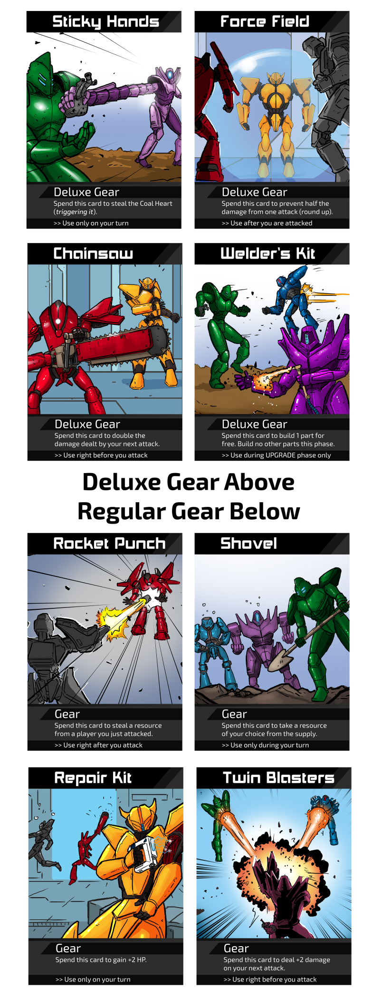 Sticky Hands
Deluxe Gear
Spend this card to steal the Coal Heart
(triggering it).
>> Use only on your turn
Force Field
Deluxe Gear
Spend this card to prevent half the
damage from one attack (round up).
>> Use after you are attacked
Chainsaw
Deluxe Gear
Spend this card to double the
damage dealt by your next attack.
>> Use right before you attack
Welder's Kit
Deluxe Gear
Spend this card to build 1 part for
free. Build no other parts this phase.
>> Use during UPGRADE phase only
Deluxe Gear Above
Regular Gear Below
Rocket Punch
Gear
Spend this card to steal a resource
from a player you just attacked.
>> Use right after you attack
Shovel
Gear
Spend this card to take a resource
of your choice from the supply.
>> Use only during your turn
Repair Kit
Gear
Spend this card to gain +2 HP.
>> Use only on your turn
Twin Blasters
Gear
Spend this card to deal +2 damage
on your next attack.
>> Use right before you attack